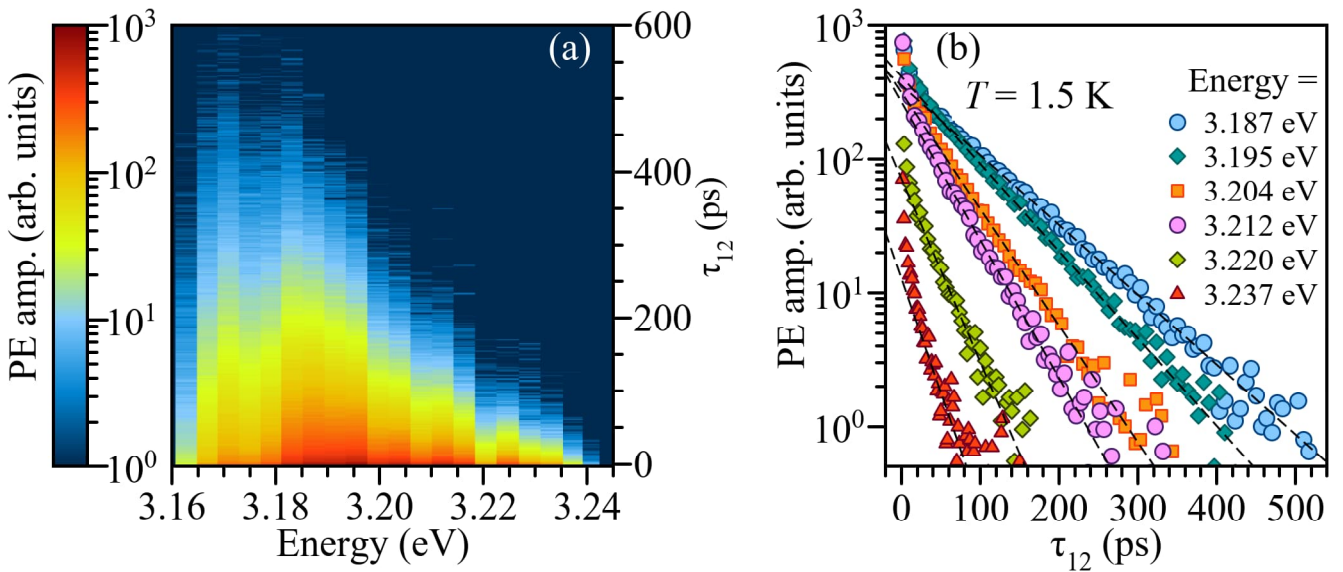 (a)
PE amp. (arb. units)
10³
10²
10¹
10⁰
600
400
200
0
τ₁₂ (ps)
3.16 3.18 3.20 3.22 3.24
Energy (eV)
(b)
T = 1.5 K
Energy =
3.187 eV
3.195 eV
3.204 eV
3.212 eV
3.220 eV
3.237 eV
PE amp. (arb. units)
10³
10²
10¹
10⁰
0 100 200 300 400 500
τ₁₂ (ps)